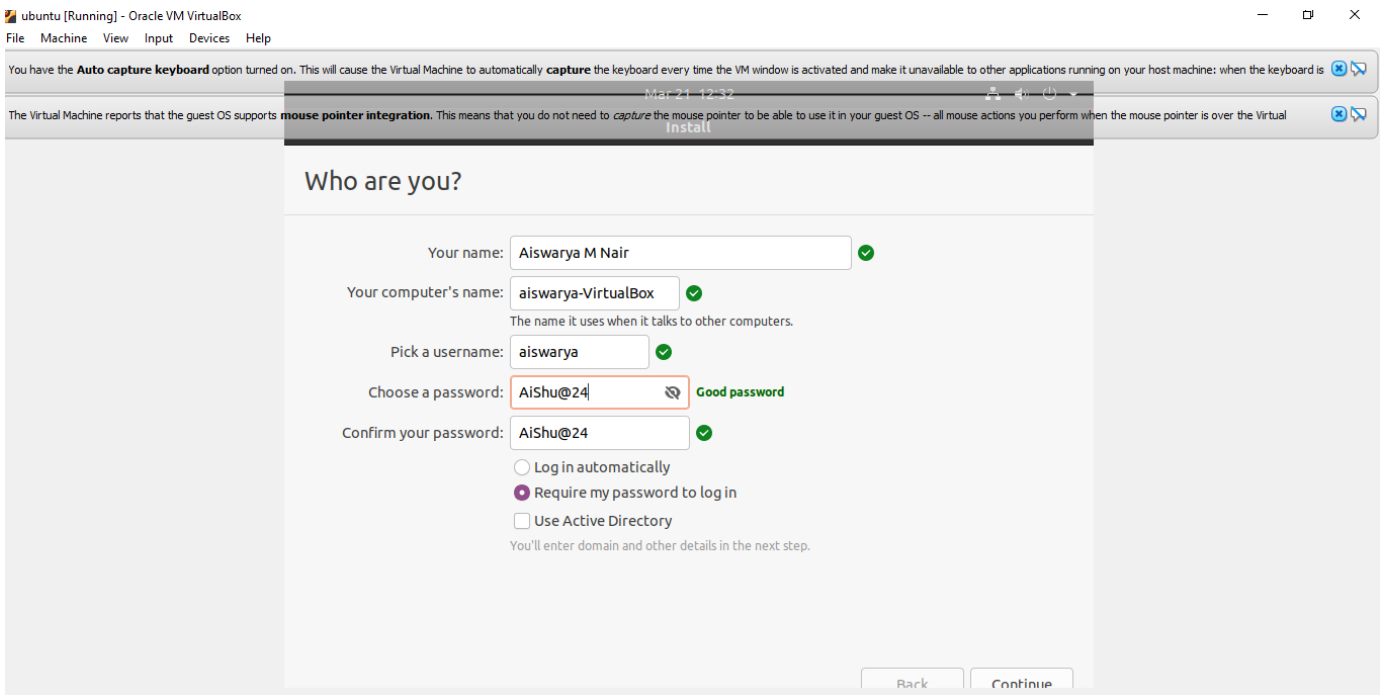 ubuntu [Running] - Oracle VM VirtualBox
File Machine View Input Devices Help
You have the Auto capture keyboard option turned on. This will cause the Virtual Machine to automatically capture the keyboard every time the VM window is activated and make it unavailable to other applications running on your host machine: when the keyboard is
Mar 21 12:32
The Virtual Machine reports that the guest OS supports mouse pointer integration. This means that you do not need to capture the mouse pointer to be able to use it in your guest OS -- all mouse actions you perform when the mouse pointer is over the Virtual
Install
Who are you?
Your name: Aiswarya M Nair
Your computer's name: aiswarya-VirtualBox
The name it uses when it talks to other computers.
Pick a username: aiswarya
Choose a password: AiShu@24 Good password
Confirm your password: AiShu@24
Log in automatically
Require my password to log in
Use Active Directory
You'll enter domain and other details in the next step.
Back Continue